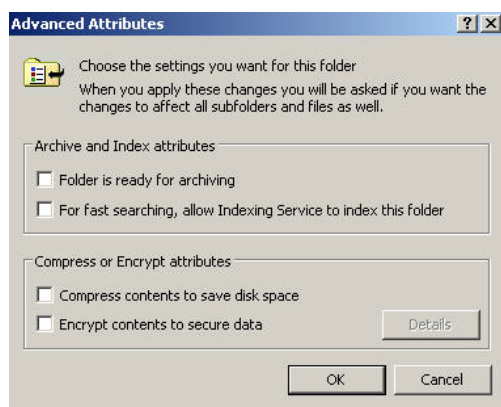 Advanced Attributes
Choose the settings you want for this folder
When you apply these changes you will be asked if you want the
changes to affect all subfolders and files as well.
Archive and Index attributes
Folder is ready for archiving
For fast searching, allow Indexing Service to index this folder
Compress or Encrypt attributes
Compress contents to save disk space
Encrypt contents to secure data
Details
OK
Cancel